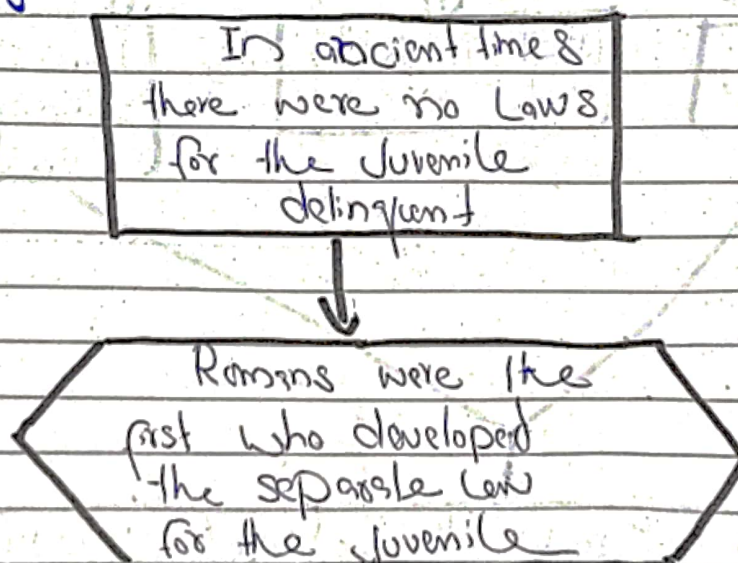 In ancient times
there were no Laws
for the Juvenile
delinquent
Romans were the
first who developed
the separate law
for the Juvenile